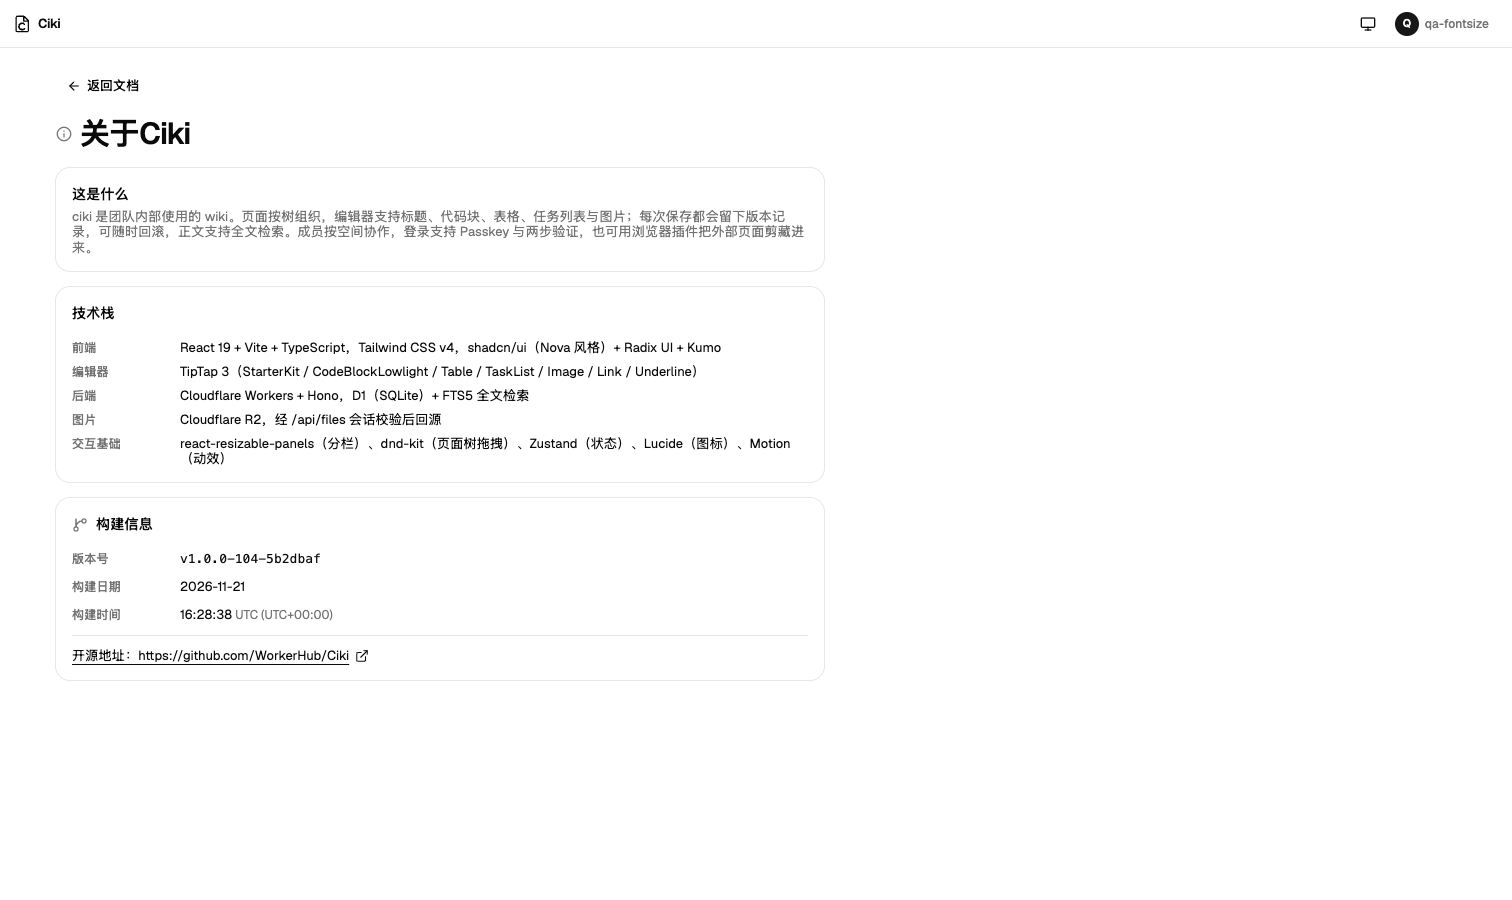 Ciki
Q qa-fontsize
返回文档
关于Ciki
这是什么
ciki 是团队内部使用的 wiki。页面按树组织，编辑器支持标题、代码块、表格、任务列表与图片；每次保存都会留下版本记
录，可随时回滚，正文支持全文检索。成员按空间协作，登录支持 Passkey 与两步验证，也可用浏览器插件把外部页面剪藏进
来。
技术栈
前端 React 19 + Vite + TypeScript，Tailwind CSS v4，shadcn/ui（Nova 风格）+ Radix UI + Kumo
编辑器 TipTap 3（StarterKit / CodeBlockLowlight / Table / TaskList / Image / Link / Underline）
后端 Cloudflare Workers + Hono，D1（SQLite）+ FTS5 全文检索
图片 Cloudflare R2，经 /api/files 会话校验后回源
交互基础 react-resizable-panels（分栏）、dnd-kit（页面树拖拽）、Zustand（状态）、Lucide（图标）、Motion
（动效）
构建信息
版本号 v1.0.0-104-5b2dbaf
构建日期 2026-11-21
构建时间 16:28:38 UTC (UTC+00:00)
开源地址：https://github.com/WorkerHub/Ciki